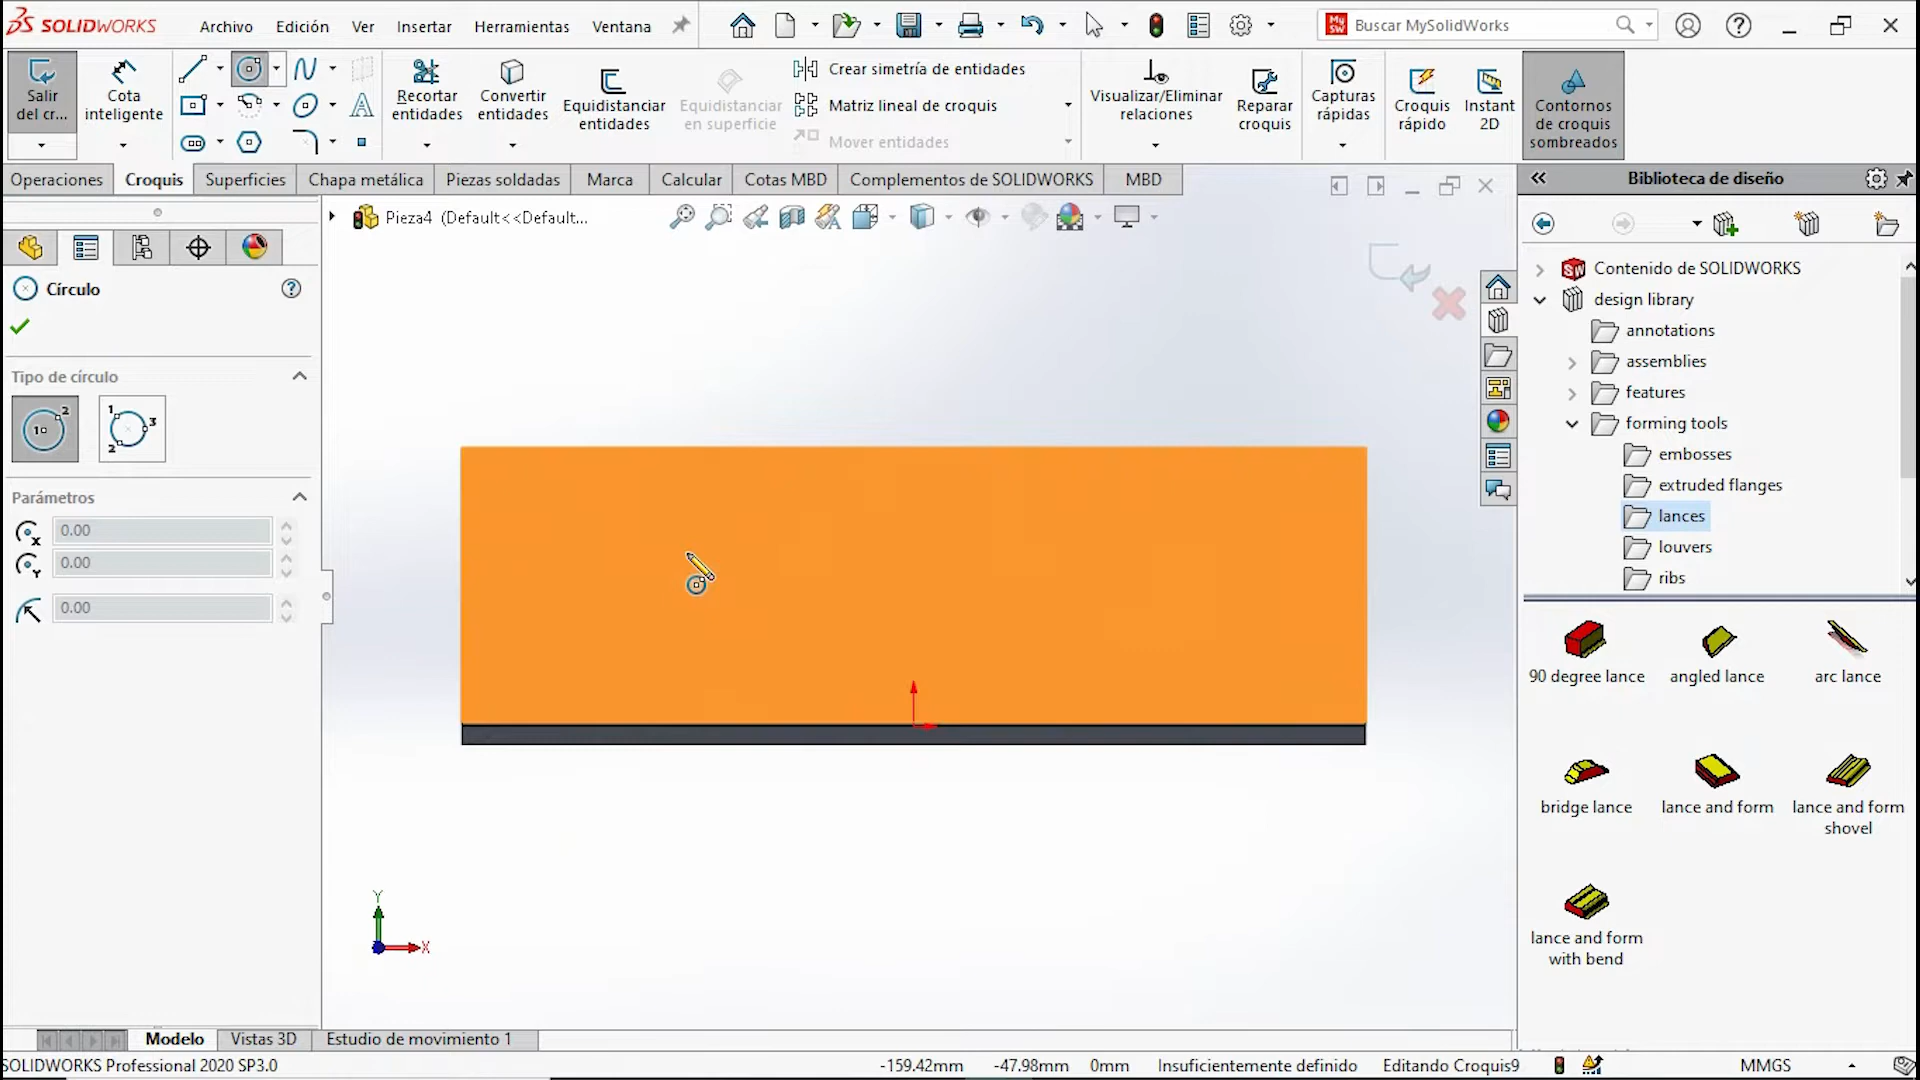 SOLIDWORKS
Archivo
Edición
Ver
Insertar
Herramientas
Ventana
Buscar MySolidWorks
Salir
del cr...
Cota
inteligente
Recortar
entidades
Convertir
entidades
Equidistanciar
entidades
Equidistanciar
en superficie
Crear simetría de entidades
Matriz lineal de croquis
Mover entidades
Visualizar/Eliminar
relaciones
Reparar
croquis
Capturas
rápidas
Croquis
rápido
Instant
2D
Contornos
de croquis
sombreados
Operaciones
Croquis
Superficies
Chapa metálica
Piezas soldadas
Marca
Calcular
Cotas MBD
Complementos de SOLIDWORKS
MBD
Biblioteca de diseño
Pieza4 (Default<<Default...
Círculo
Tipo de círculo
Parámetros
0.00
0.00
0.00
Contenido de SOLIDWORKS
design library
annotations
assemblies
features
forming tools
embosses
extruded flanges
lances
louvers
ribs
90 degree lance
angled lance
arc lance
bridge lance
lance and form
lance and form
shovel
lance and form
with bend
Y
X
Modelo
Vistas 3D
Estudio de movimiento 1
SOLIDWORKS Professional 2020 SP3.0
-159.42mm
-47.98mm
0mm
Insuficientemente definido
Editando Croquis9
MMGS